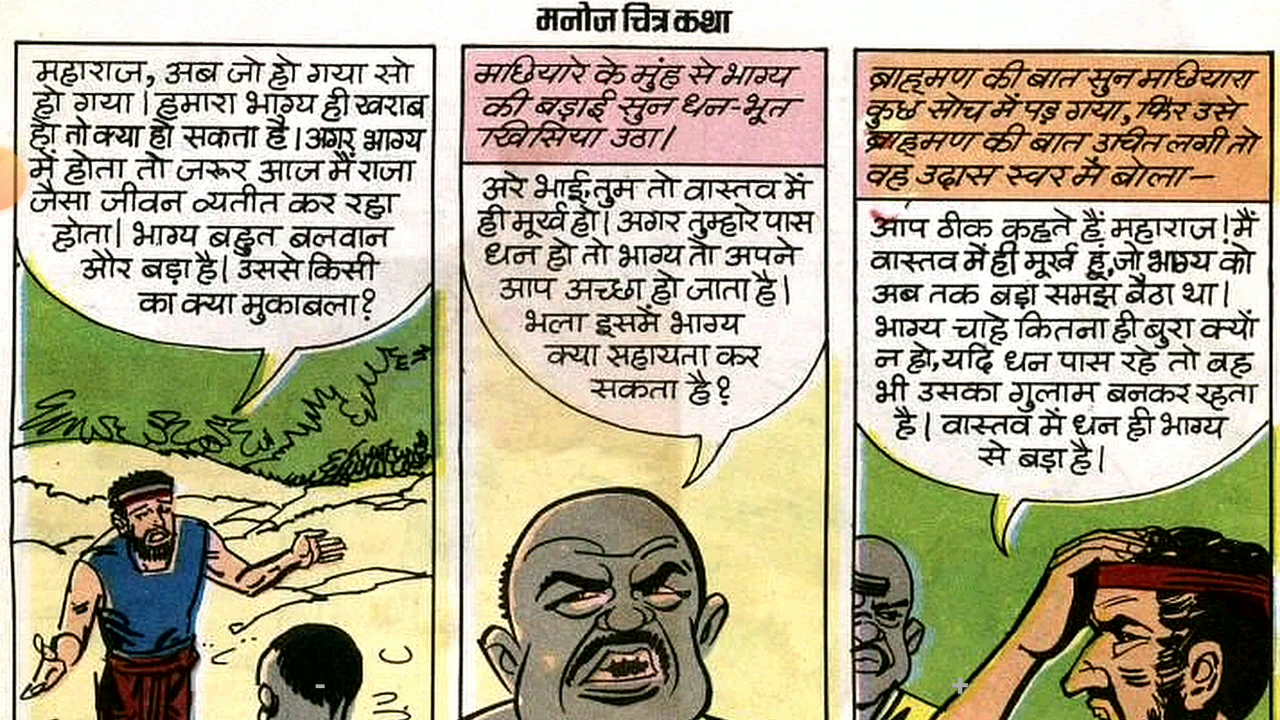 मनोज चित्र कथा
महाराज, अब जो हो गया सो
हो गया। हमारा भाग्य ही खराब
हो तो क्या हो सकता है। अगर भाग्य
में होता तो जरूर आज मैं राजा
जैसा जीवन व्यतीत कर रहा
होता। भाग्य बहुत बलवान
और बड़ा है। उससे किसी
का क्या मुकाबला?
मछियारे के मुंह से भाग्य
की बड़ाई सुन धन-भूत
खिसिया उठा।
अरे भाई, तुम तो वास्तव में
ही मूर्ख हो। अगर तुम्हारे पास
धन हो तो भाग्य तो अपने
आप अच्छा हो जाता है।
भला इसमें भाग्य
क्या सहायता कर
सकता है?
ब्राह्मण की बात सुन मछियारा
कुछ सोच में पड़ गया, फिर उसे
ब्राह्मण की बात उचित लगी तो
वह उदास स्वर में बोला—
आप ठीक कहते हैं महाराज! मैं
वास्तव में ही मूर्ख हूं, जो भाग्य को
अब तक बड़ा समझ बैठा था।
भाग्य चाहे कितना ही बुरा क्यों
न हो, यदि धन पास रहे तो वह
भी उसका गुलाम बनकर रहता
है। वास्तव में धन ही भाग्य
से बड़ा है।